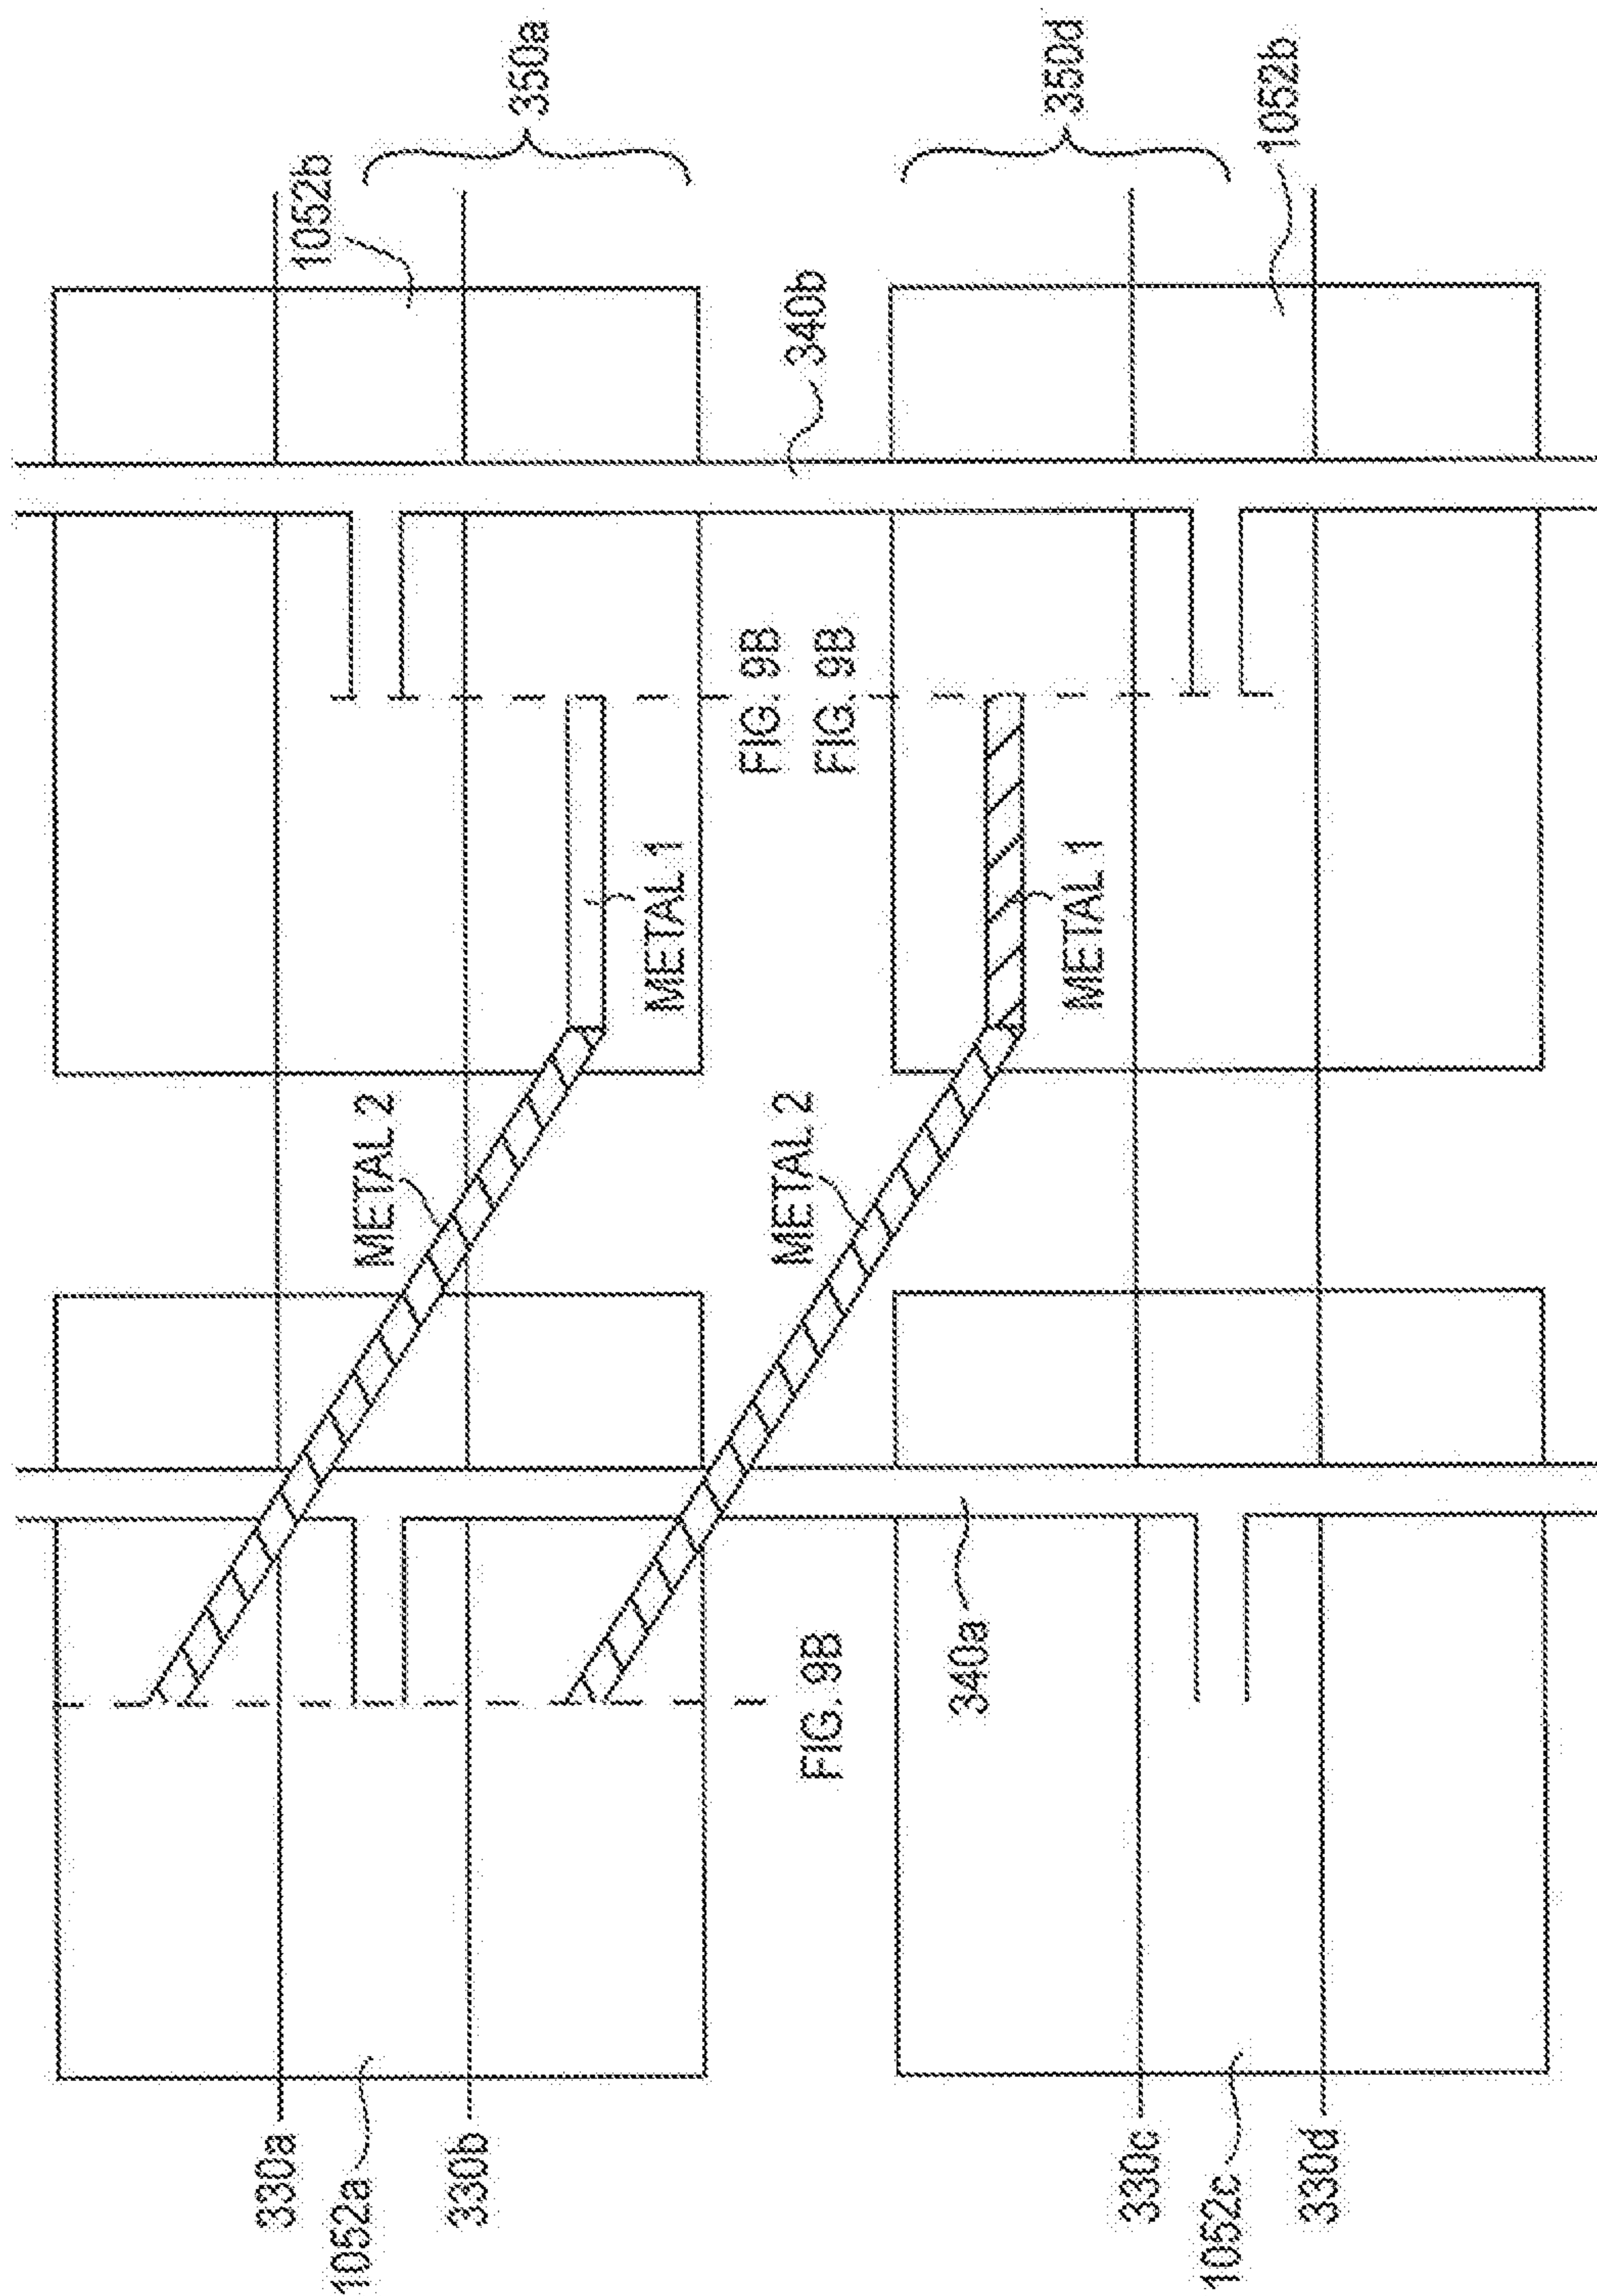 350a
350d
1052b
1052b
340b
FIG. 9B
FIG. 9B
METAL 1
METAL 1
METAL 2
METAL 2
340a
FIG. 9B
330a
1052a
330b
330c
1052c
330d